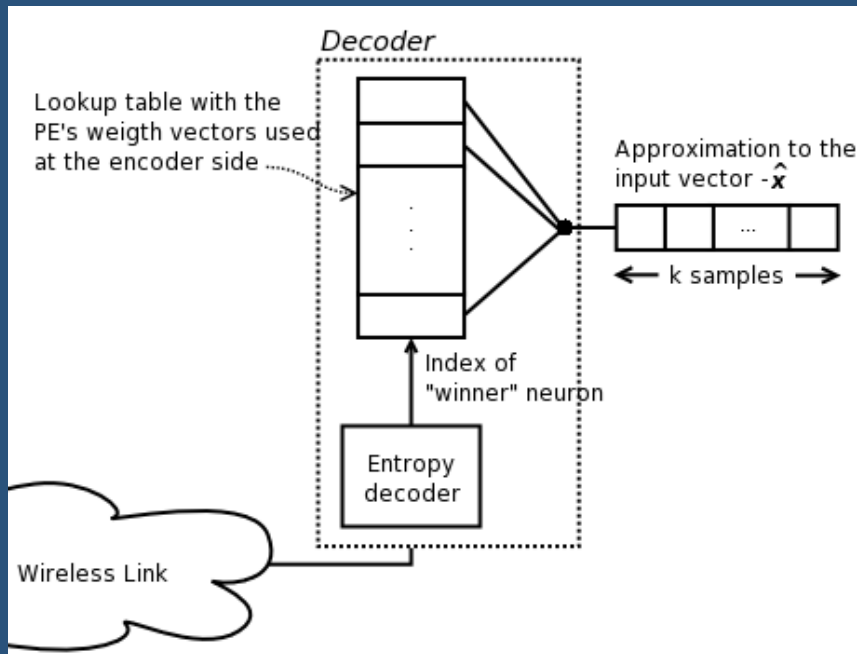 Decoder
Lookup table with the
PE's weigth vectors used
at the encoder side
Approximation to the
input vector - x̂
...
k samples
Index of
"winner" neuron
Entropy
decoder
Wireless Link